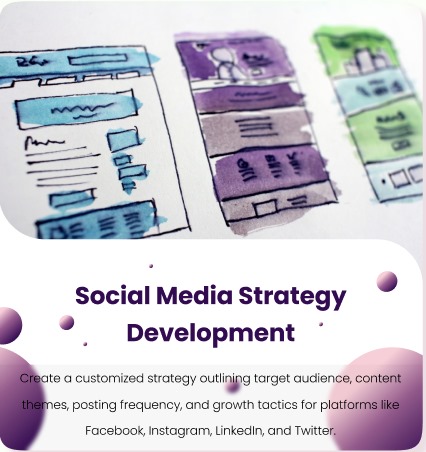 Social Media Strategy
Development
Create a customized strategy outlining target audience, content
themes, posting frequency, and growth tactics for platforms like
Facebook, Instagram, LinkedIn, and Twitter.